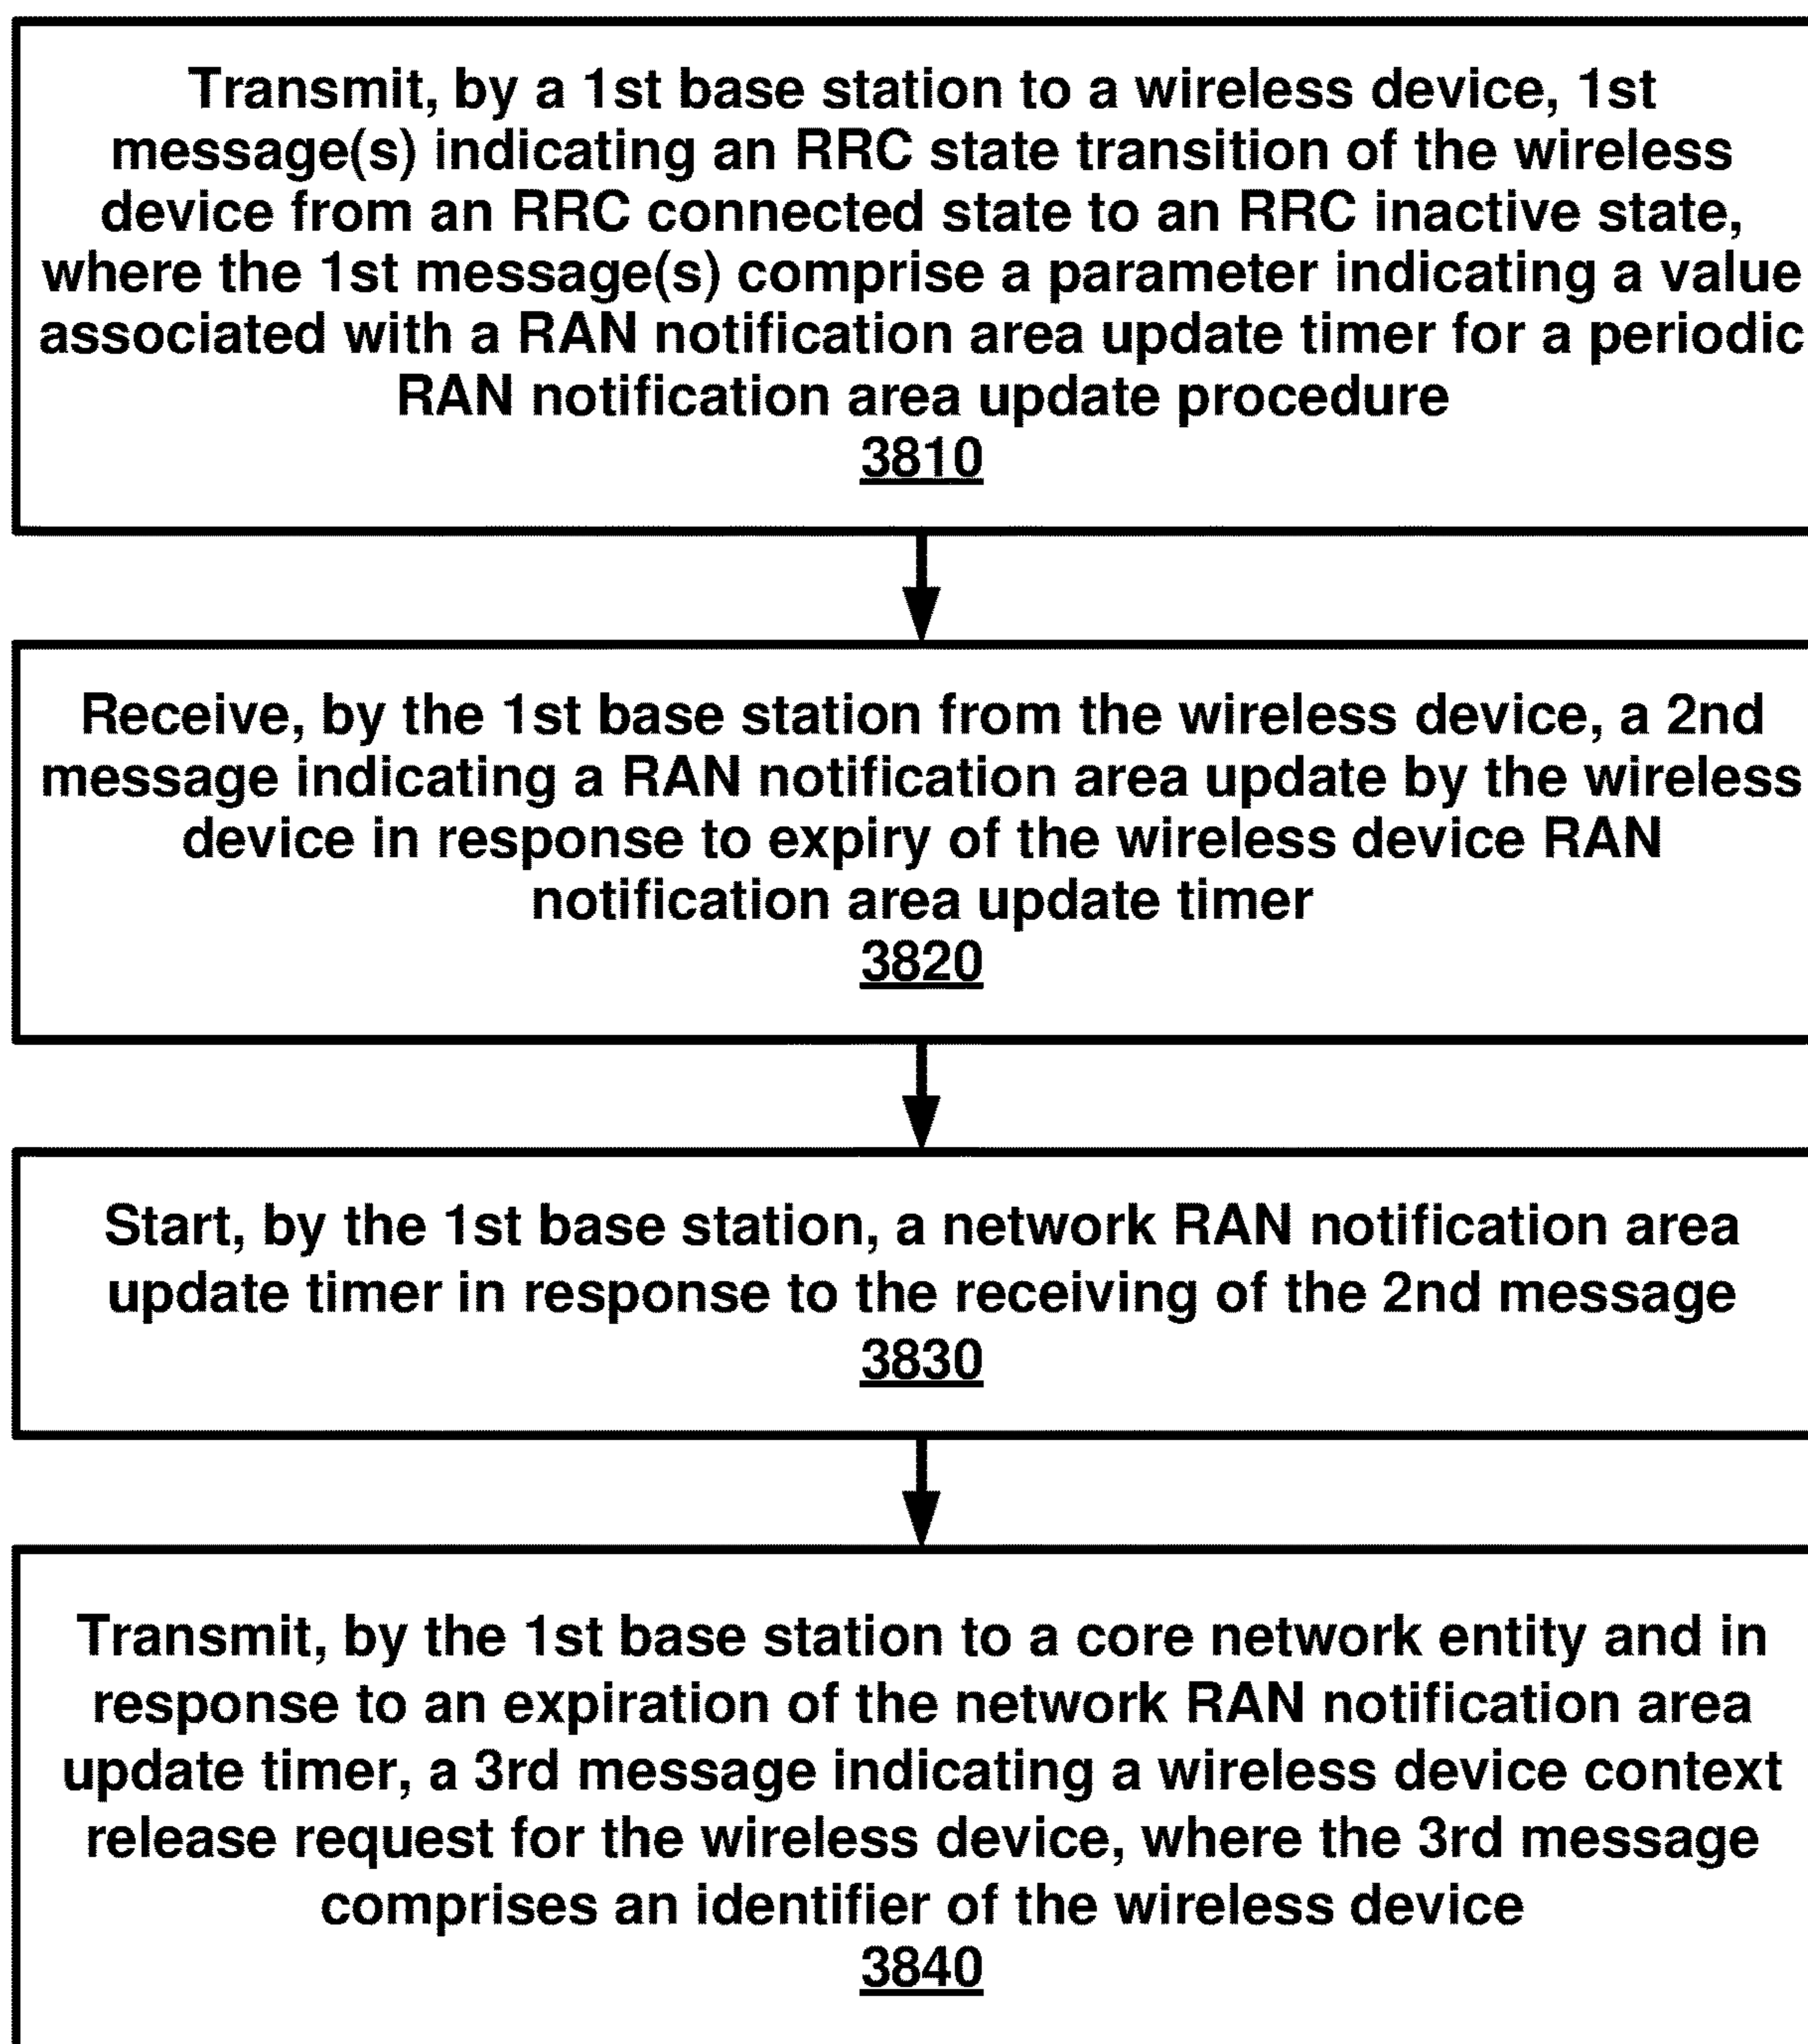 Transmit, by a 1st base station to a wireless device, 1st
message(s) indicating an RRC state transition of the wireless
device from an RRC connected state to an RRC inactive state,
where the 1st message(s) comprise a parameter indicating a value
associated with a RAN notification area update timer for a periodic
RAN notification area update procedure
3810
Receive, by the 1st base station from the wireless device, a 2nd
message indicating a RAN notification area update by the wireless
device in response to expiry of the wireless device RAN
notification area update timer
3820
Start, by the 1st base station, a network RAN notification area
update timer in response to the receiving of the 2nd message
3830
Transmit, by the 1st base station to a core network entity and in
response to an expiration of the network RAN notification area
update timer, a 3rd message indicating a wireless device context
release request for the wireless device, where the 3rd message
comprises an identifier of the wireless device
3840